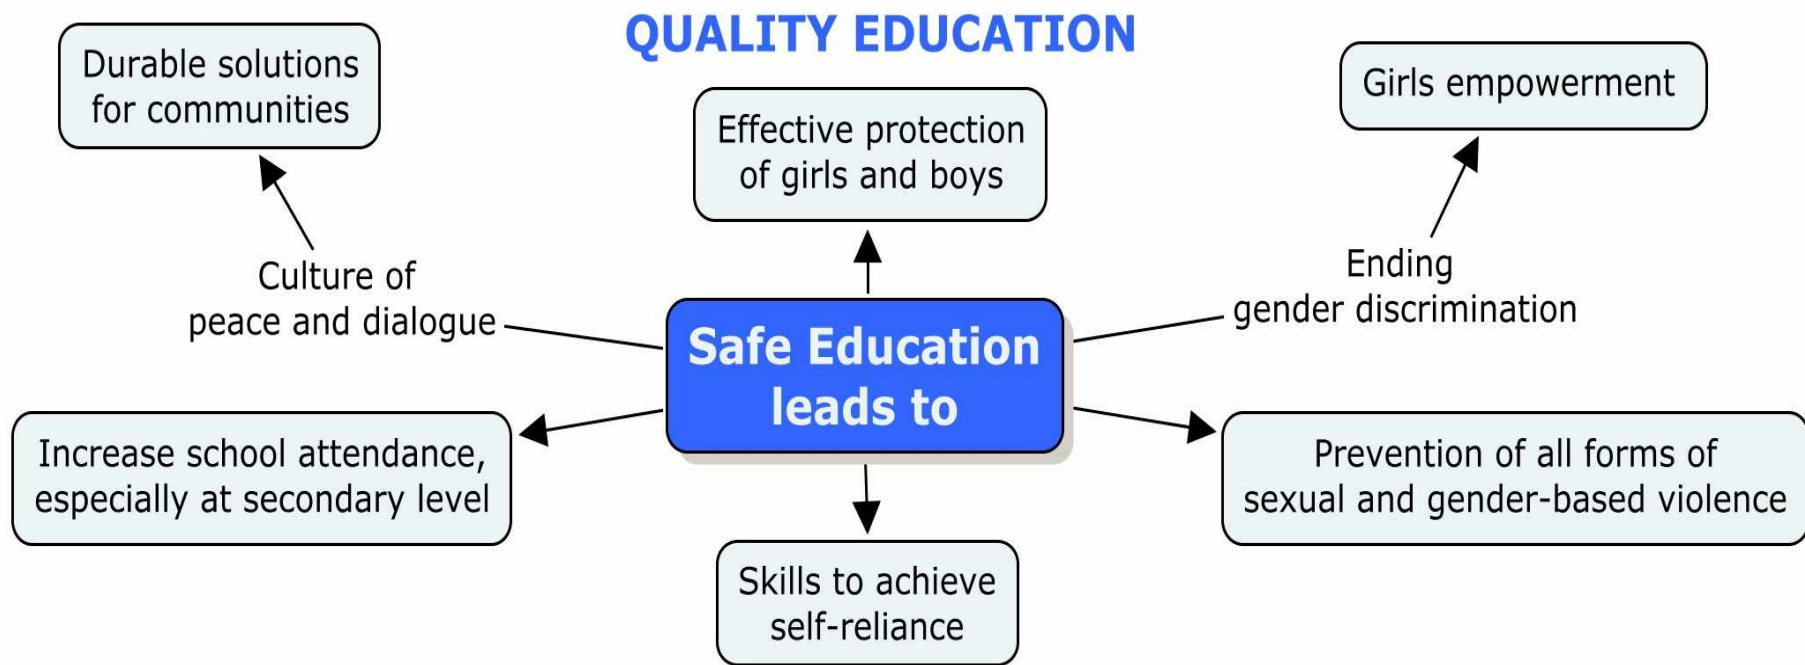 QUALITY EDUCATION
Durable solutions
for communities
Effective protection
of girls and boys
Girls empowerment
Culture of
peace and dialogue
Ending
gender discrimination
Safe Education
leads to
Increase school attendance,
especially at secondary level
Prevention of all forms of
sexual and gender-based violence
Skills to achieve
self-reliance